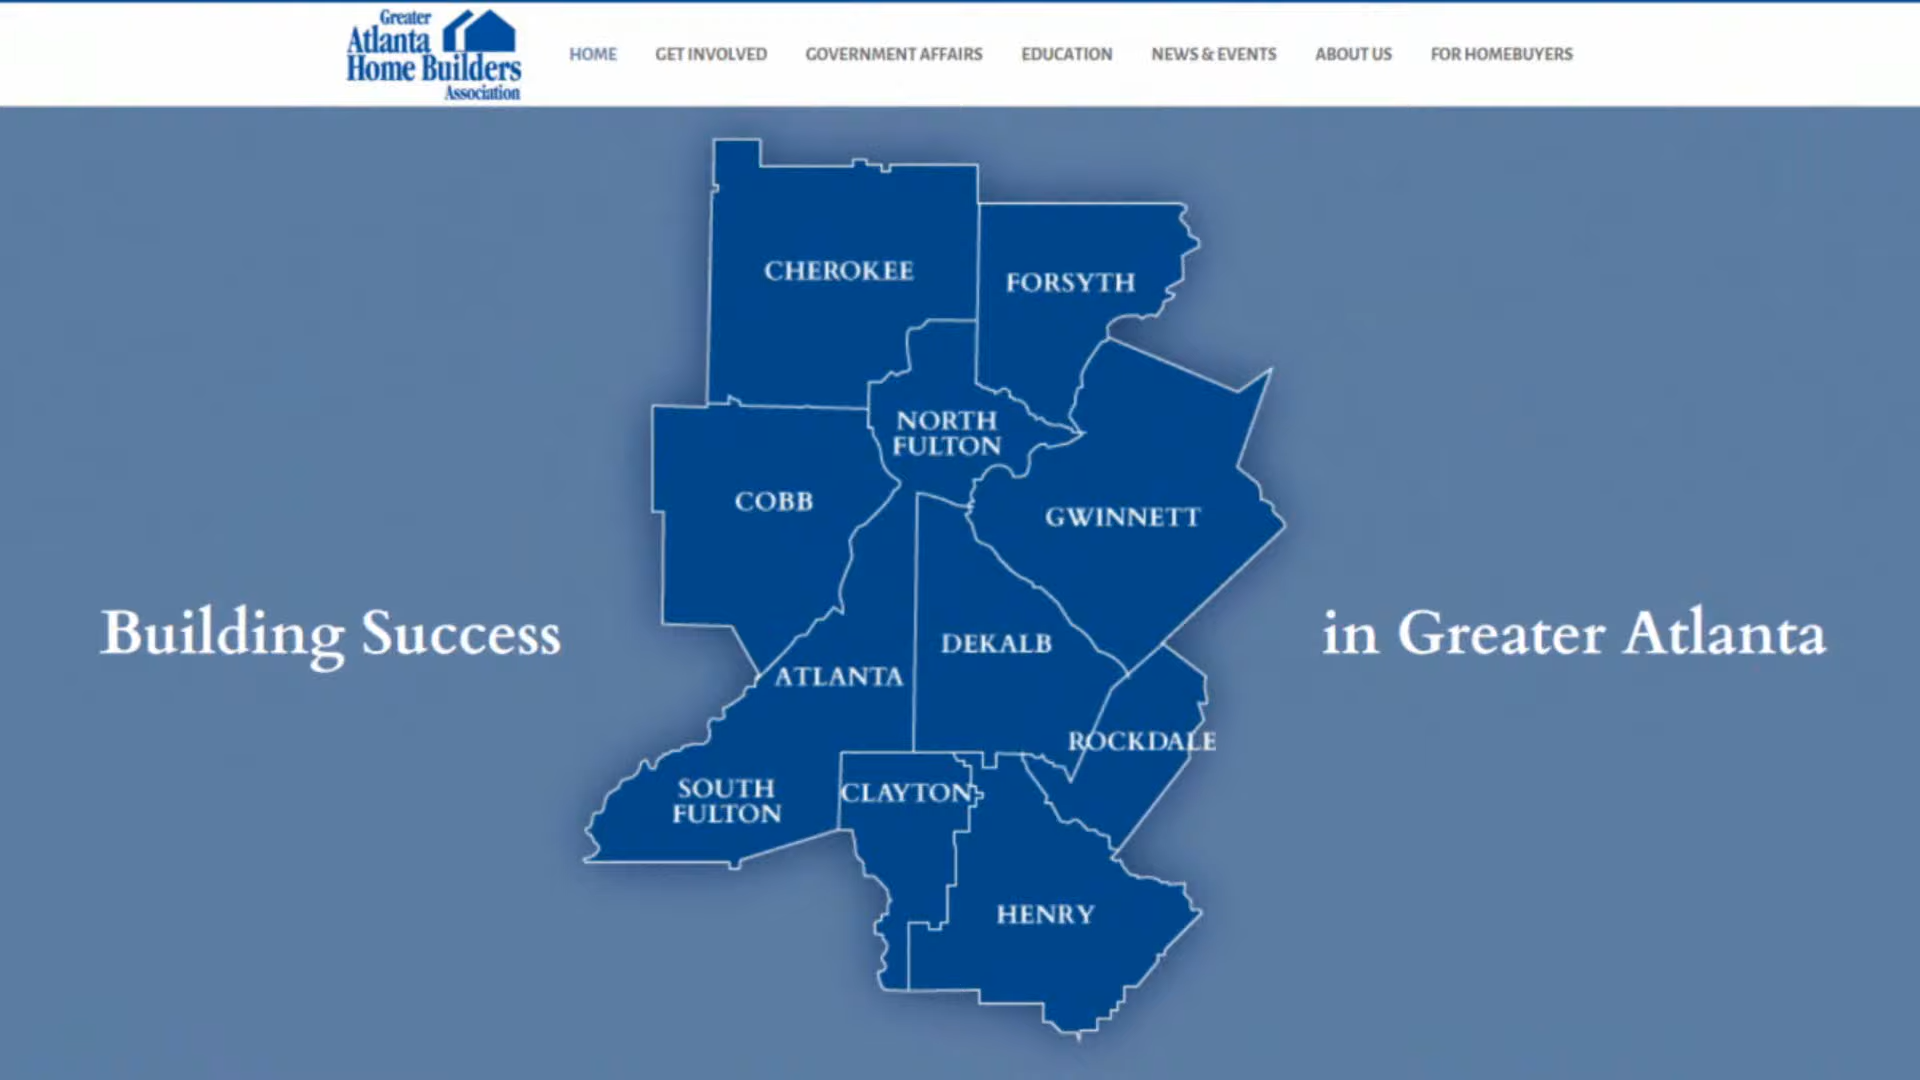 Greater
Atlanta
Home Builders
Association
HOME GET INVOLVED GOVERNMENT AFFAIRS EDUCATION NEWS & EVENTS ABOUT US FOR HOMEBUYERS
CHEROKEE
FORSYTH
NORTH
FULTON
COBB
GWINNETT
Building Success
in Greater Atlanta
DEKALB
ATLANTA
ROCKDALE
SOUTH
FULTON
CLAYTON
HENRY